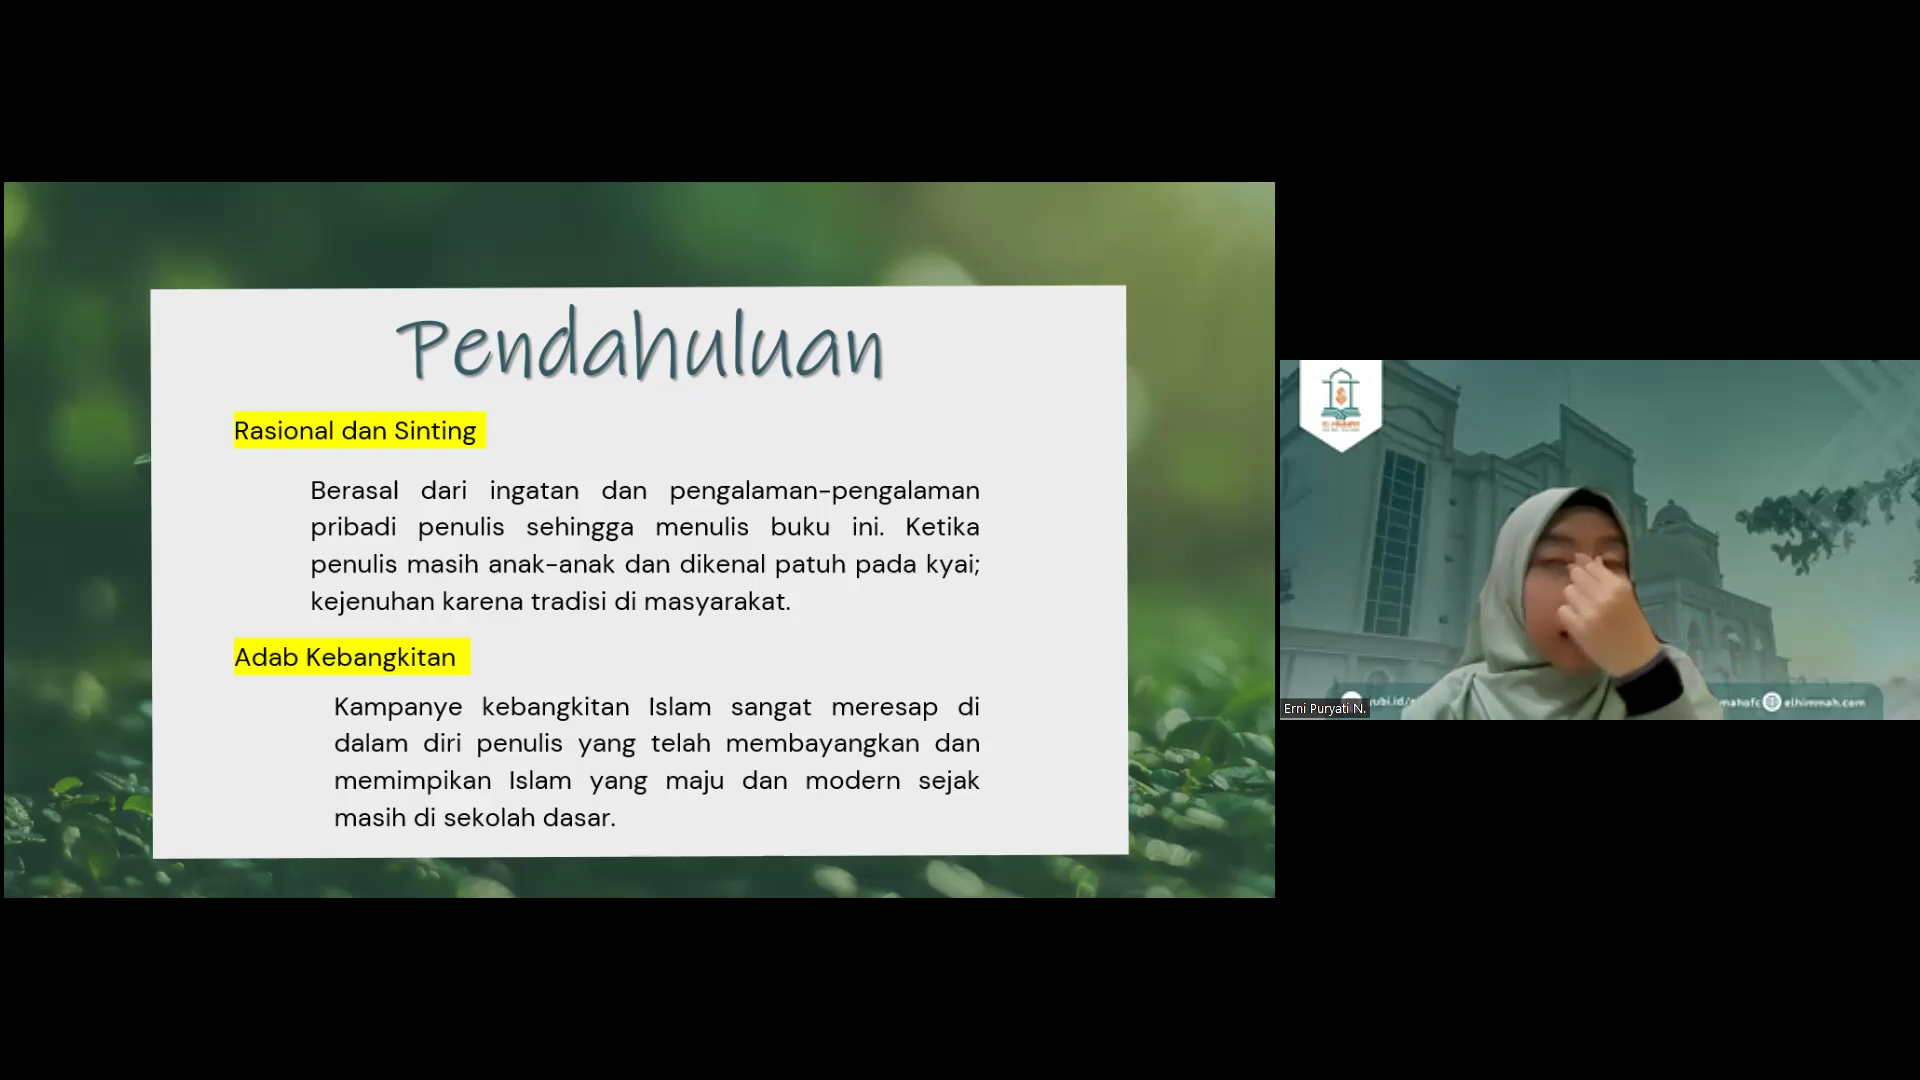 Pendahuluan
Rasional dan Sinting
Berasal dari ingatan dan pengalaman-pengalaman
pribadi penulis sehingga menulis buku ini. Ketika
penulis masih anak-anak dan dikenal patuh pada kyai;
kejenuhan karena tradisi di masyarakat.
Adab Kebangkitan
Kampanye kebangkitan Islam sangat meresap di
dalam diri penulis yang telah membayangkan dan
memimpikan Islam yang maju dan modern sejak
masih di sekolah dasar.
elhimmah.com
Erni Puryati N.